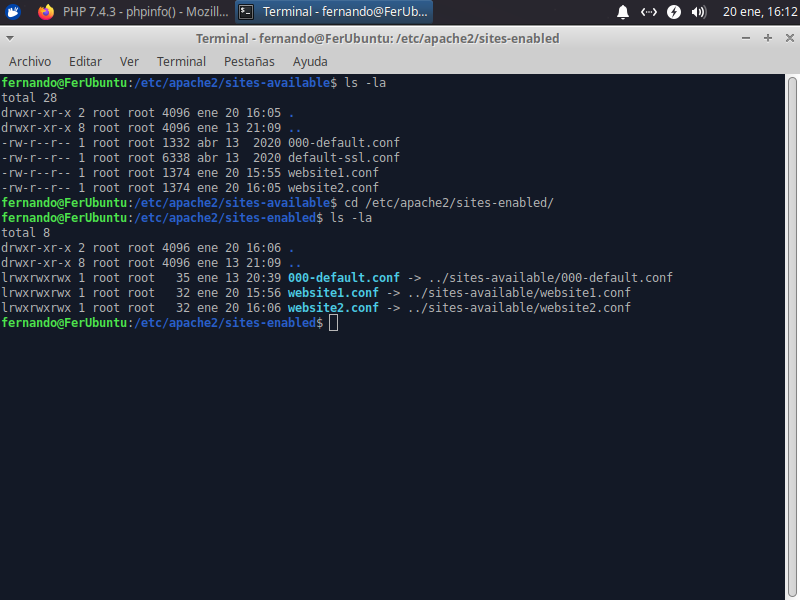 PHP 7.4.3 - phpinfo() - Mozill...
Terminal - fernando@FerUb...
20 ene, 16:12
Terminal - fernando@FerUbuntu: /etc/apache2/sites-enabled
Archivo Editar Ver Terminal Pestañas Ayuda
fernando@FerUbuntu:/etc/apache2/sites-available$ ls -la
total 28
drwxr-xr-x 2 root root 4096 ene 20 16:05 .
drwxr-xr-x 8 root root 4096 ene 13 21:09 ..
-rw-r--r-- 1 root root 1332 abr 13  2020 000-default.conf
-rw-r--r-- 1 root root 6338 abr 13  2020 default-ssl.conf
-rw-r--r-- 1 root root 1374 ene 20 15:55 website1.conf
-rw-r--r-- 1 root root 1374 ene 20 16:05 website2.conf
fernando@FerUbuntu:/etc/apache2/sites-available$ cd /etc/apache2/sites-enabled/
fernando@FerUbuntu:/etc/apache2/sites-enabled$ ls -la
total 8
drwxr-xr-x 2 root root 4096 ene 20 16:06 .
drwxr-xr-x 8 root root 4096 ene 13 21:09 ..
lrwxrwxrwx 1 root root   35 ene 13 20:39 000-default.conf -> ../sites-available/000-default.conf
lrwxrwxrwx 1 root root   32 ene 20 15:56 website1.conf -> ../sites-available/website1.conf
lrwxrwxrwx 1 root root   32 ene 20 16:06 website2.conf -> ../sites-available/website2.conf
fernando@FerUbuntu:/etc/apache2/sites-enabled$